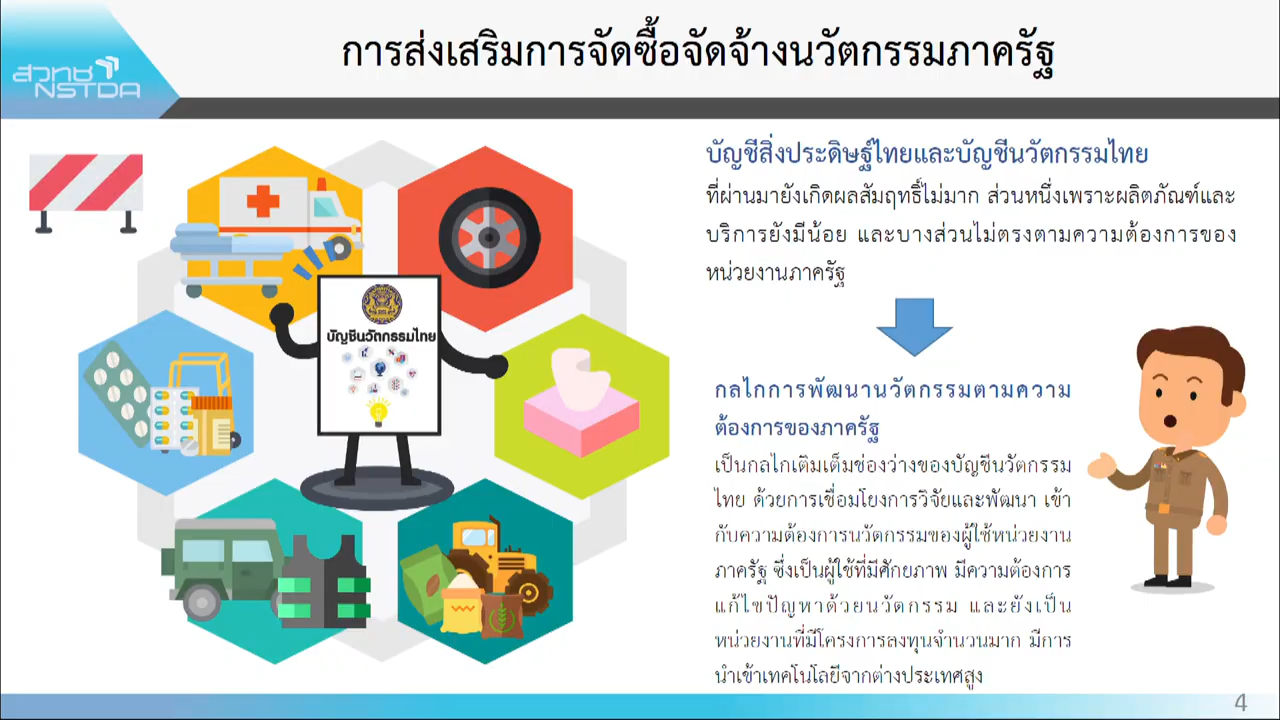 การส่งเสริมการจัดซื้อจัดจ้างนวัตกรรมภาครัฐ
สวทช
NSTDA
บัญชีสิ่งประดิษฐ์ไทยและบัญชีนวัตกรรมไทย
ที่ผ่านมายังเกิดผลสัมฤทธิ์ไม่มาก ส่วนหนึ่งเพราะผลิตภัณฑ์และ
บริการยังมีน้อย และบางส่วนไม่ตรงตามความต้องการของ
หน่วยงานภาครัฐ
บัญชีนวัตกรรมไทย
กลไกการพัฒนานวัตกรรมตามความ
ต้องการของภาครัฐ
เป็นกลไกเติมเต็มช่องว่างของบัญชีนวัตกรรม
ไทย ด้วยการเชื่อมโยงการวิจัยและพัฒนา เข้า
กับความต้องการนวัตกรรมของผู้ใช้หน่วยงาน
ภาครัฐ ซึ่งเป็นผู้ใช้ที่มีศักยภาพ มีความต้องการ
แก้ไขปัญหาด้วยนวัตกรรม และยังเป็น
หน่วยงานที่มีโครงการลงทุนจำนวนมาก มีการ
นำเข้าเทคโนโลยีจากต่างประเทศสูง
4